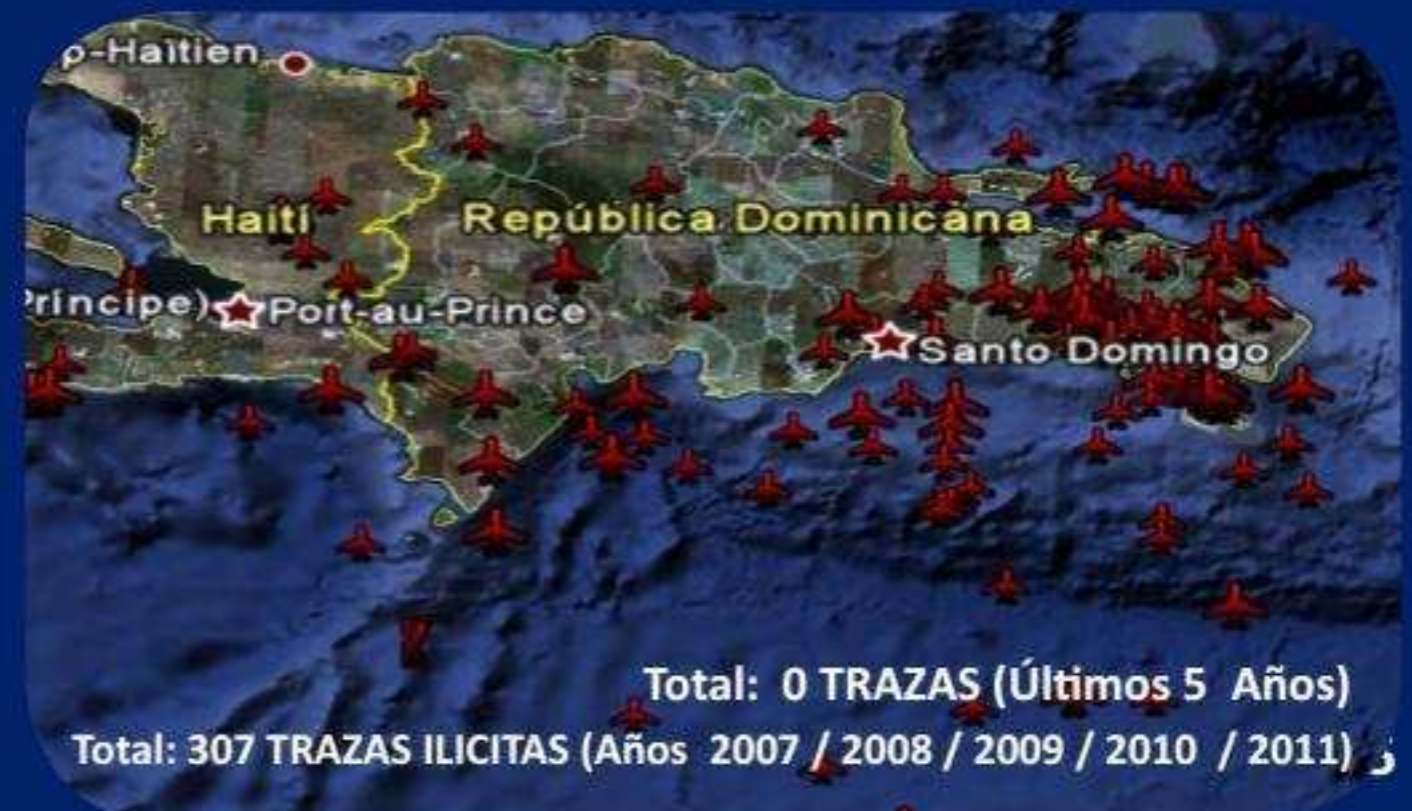 p-Haïtien
Haití
República Dominicana
Príncipe)
Port-au-Prince
Santo Domingo
Total: 0 TRAZAS (Últimos 5 Años)
Total: 307 TRAZAS ILICITAS (Años 2007 / 2008 / 2009 / 2010 / 2011)